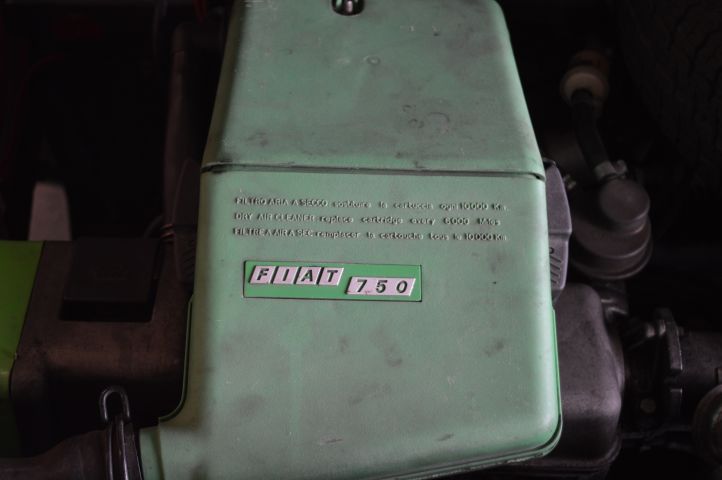 FILTRO ARIA A SECCO sostituire la cartuccia ogni 10000 Km.
DRY AIR CLEANER replace cartridge every 6000 Miles
FILTRE A AIR A SEC remplacer la cartouche tous le 10000 Km
FIAT 750